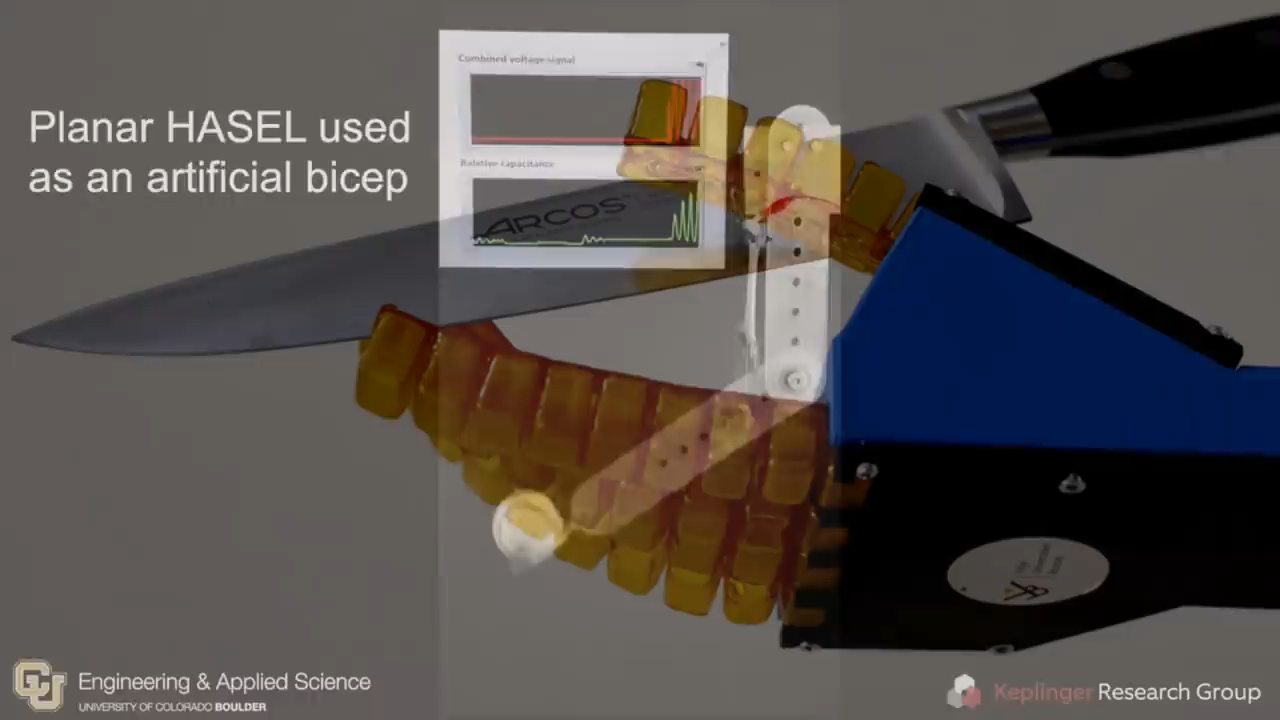 Combined voltage signal
Planar HASEL used
as an artificial bicep
Relative capacitance
ARCOS
Engineering & Applied Science
UNIVERSITY OF COLORADO BOULDER
Keplinger Research Group
CU